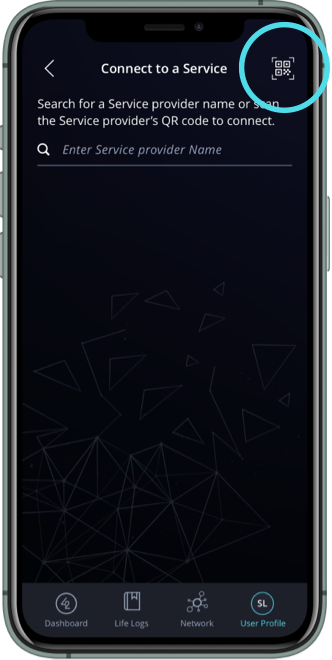 Connect to a Service
Search for a Service provider name or scan
the Service provider's QR code to connect.
Enter Service provider Name
Dashboard
Life Logs
Network
SL
User Profile